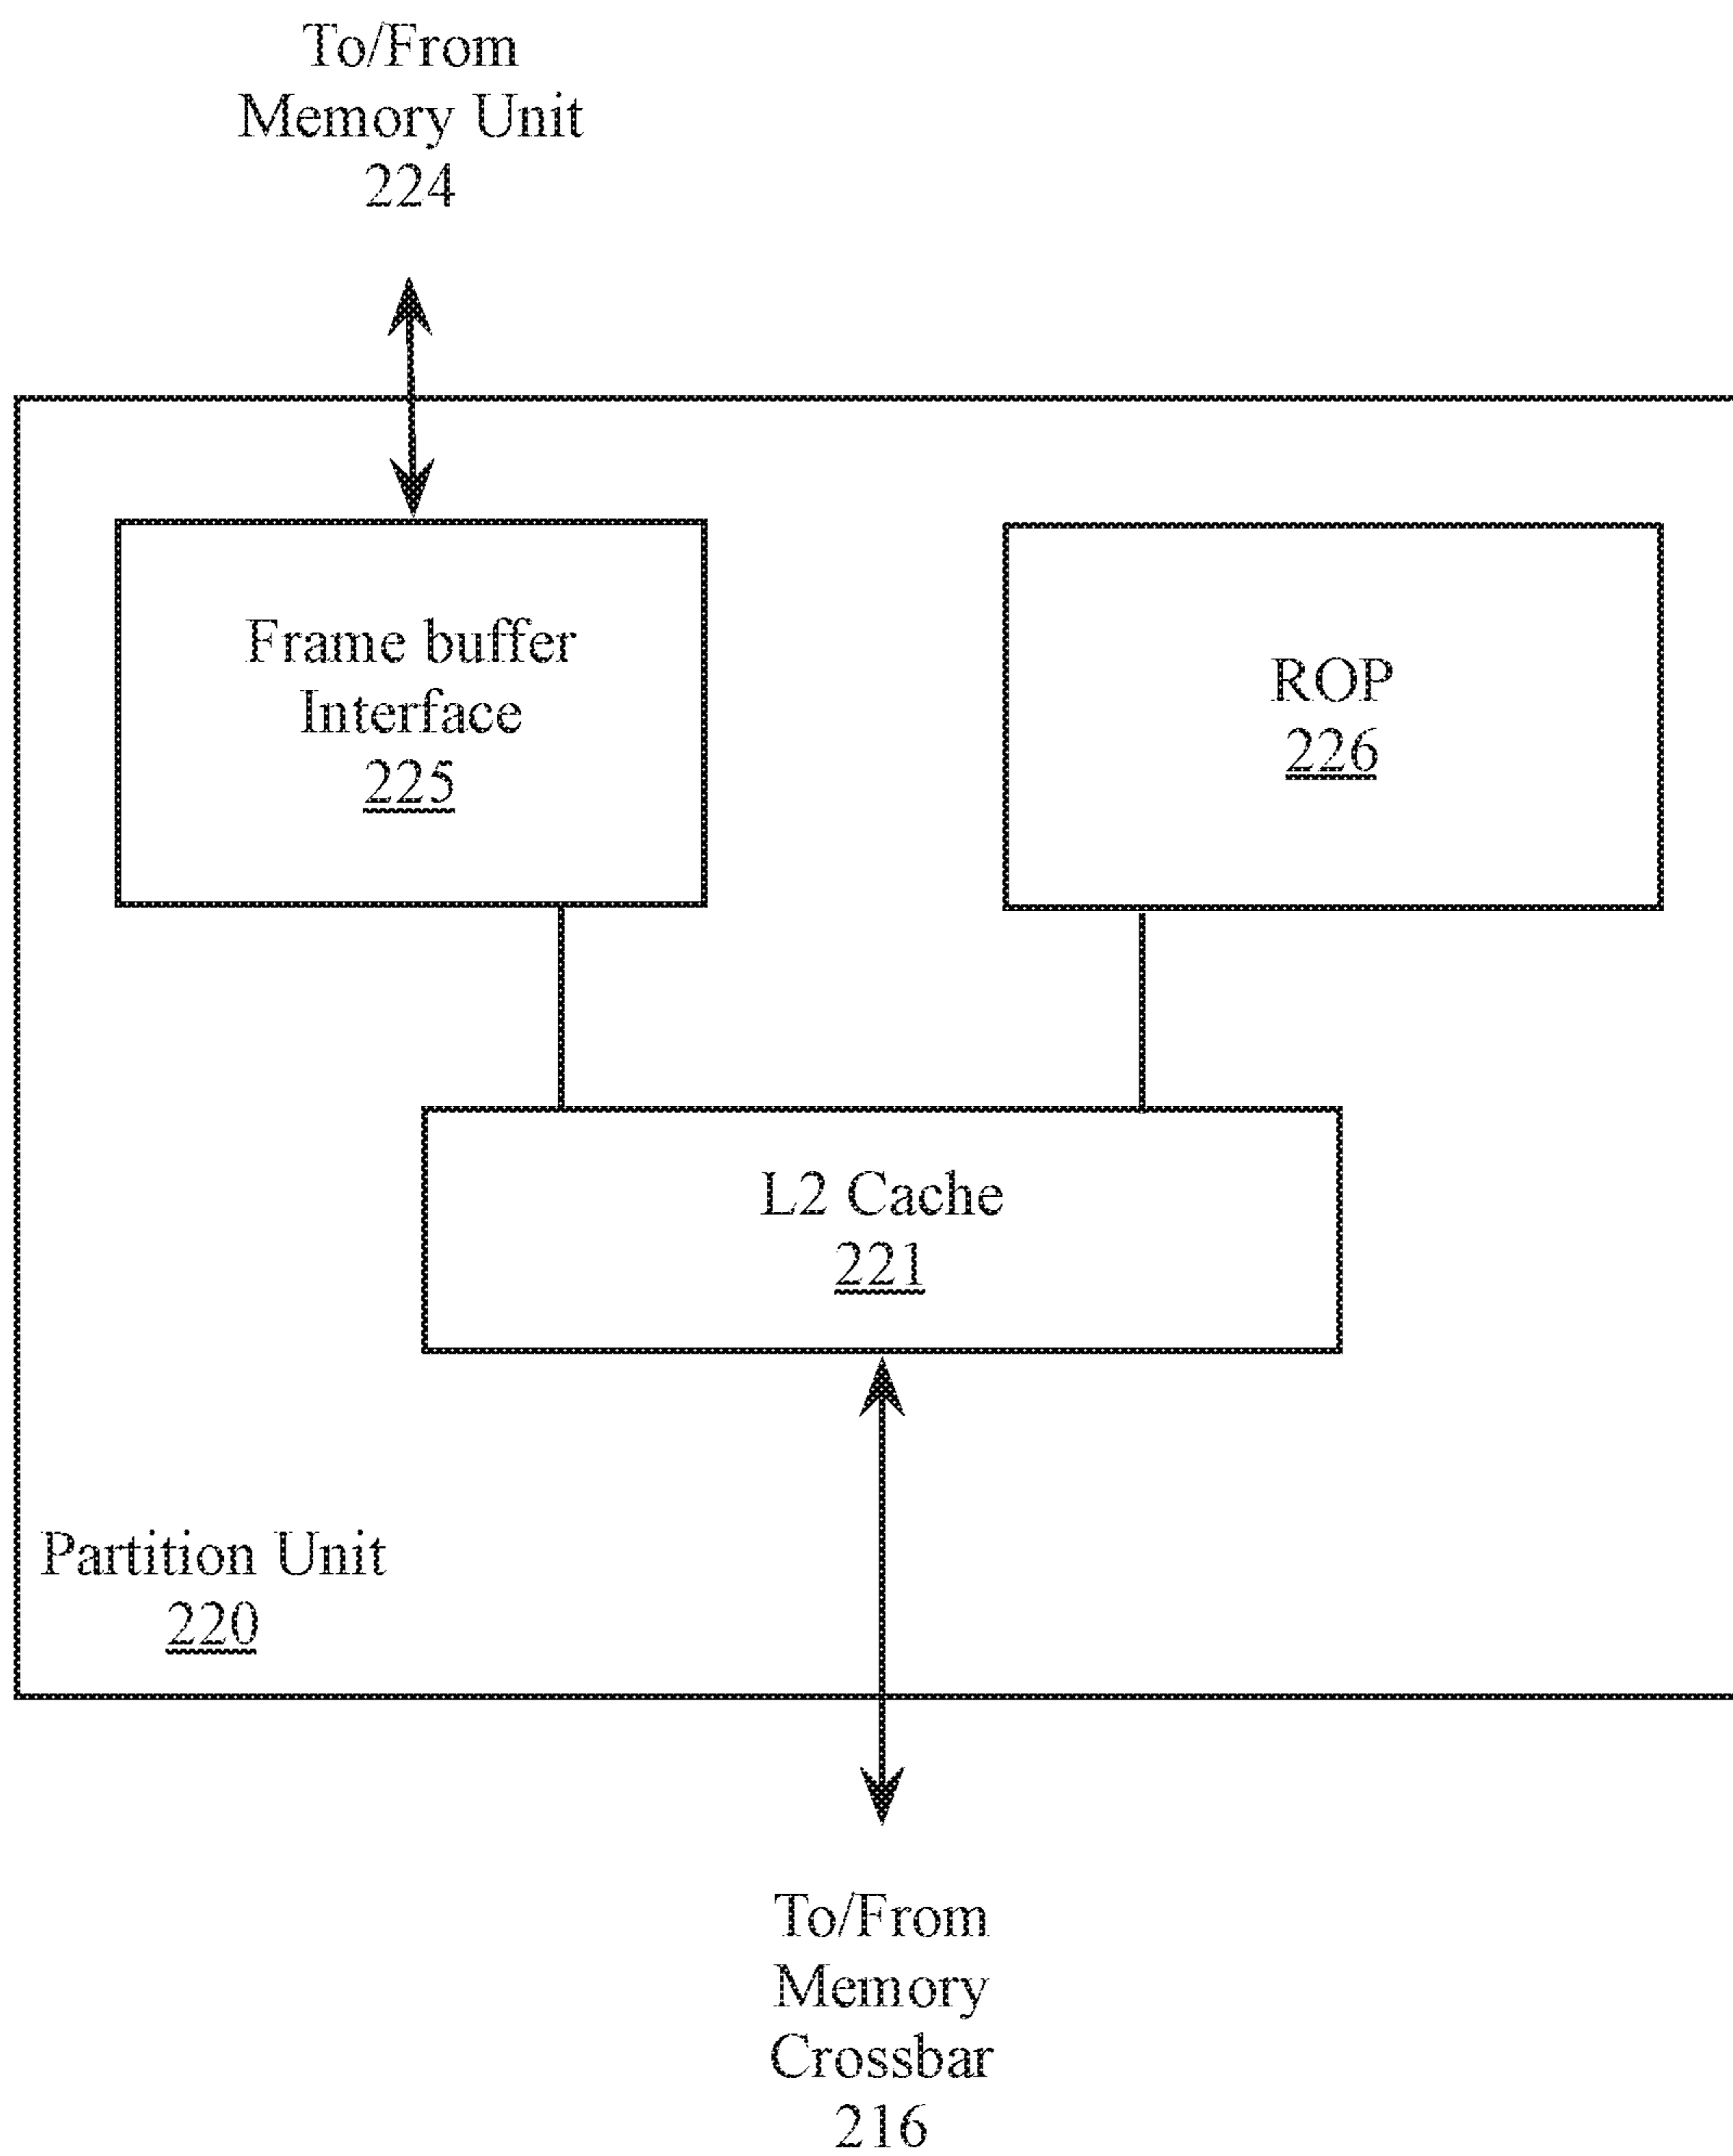 To/From
Memory Unit
224
Frame buffer
Interface
225
ROP
226
L2 Cache
221
Partition Unit
220
To/From
Memory
Crossbar
216